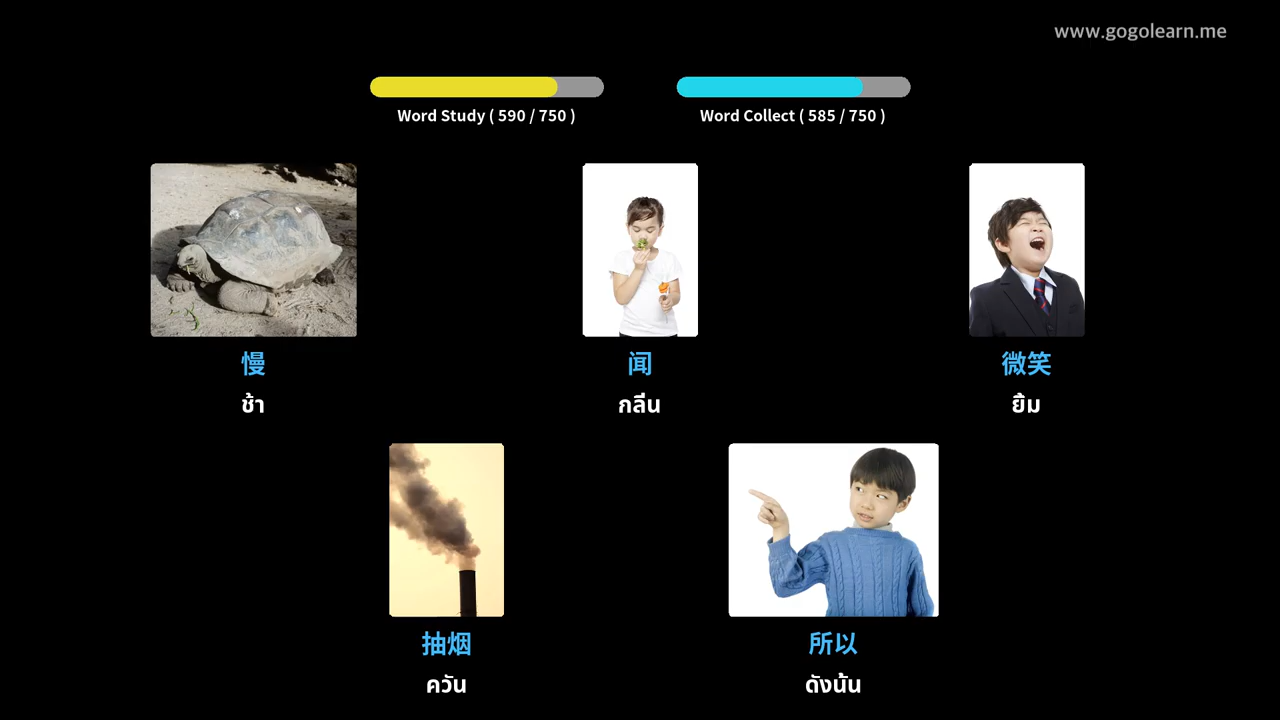 www.gogolearn.me
Word Study ( 590 / 750 )
Word Collect ( 585 / 750 )
慢
ช้า
闻
กลิ่น
微笑
ยิ้ม
抽烟
ควัน
所以
ดังนั้น